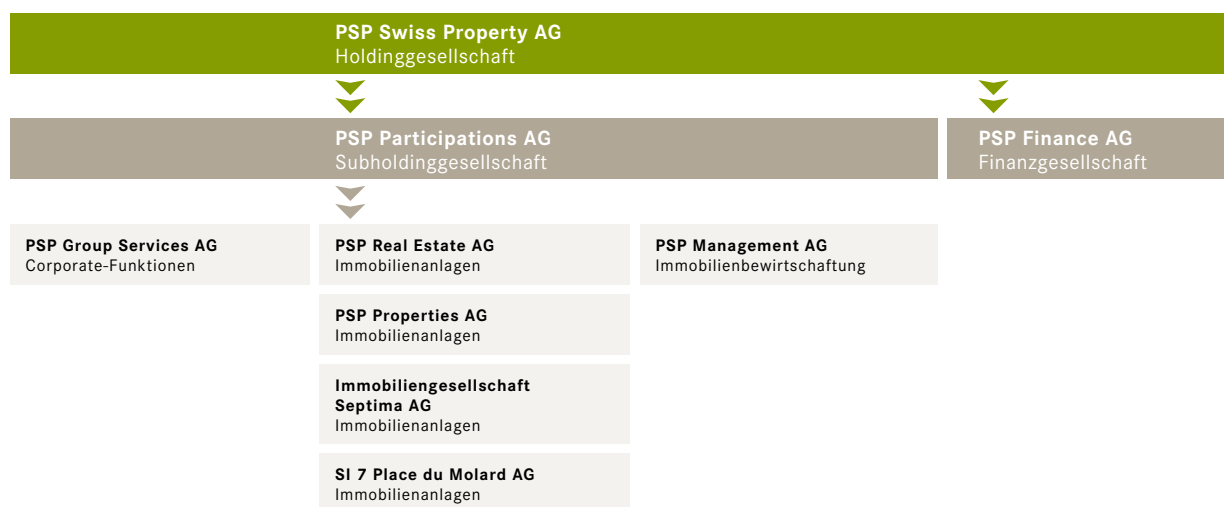 PSP Swiss Property AG
Holdinggesellschaft
PSP Participations AG
Subholdinggesellschaft
PSP Finance AG
Finanzgesellschaft
PSP Group Services AG
Corporate-Funktionen
PSP Real Estate AG
Immobilienanlagen
PSP Management AG
Immobilienbewirtschaftung
PSP Properties AG
Immobilienanlagen
Immobiliengesellschaft
Septima AG
Immobilienanlagen
SI 7 Place du Molard AG
Immobilienanlagen